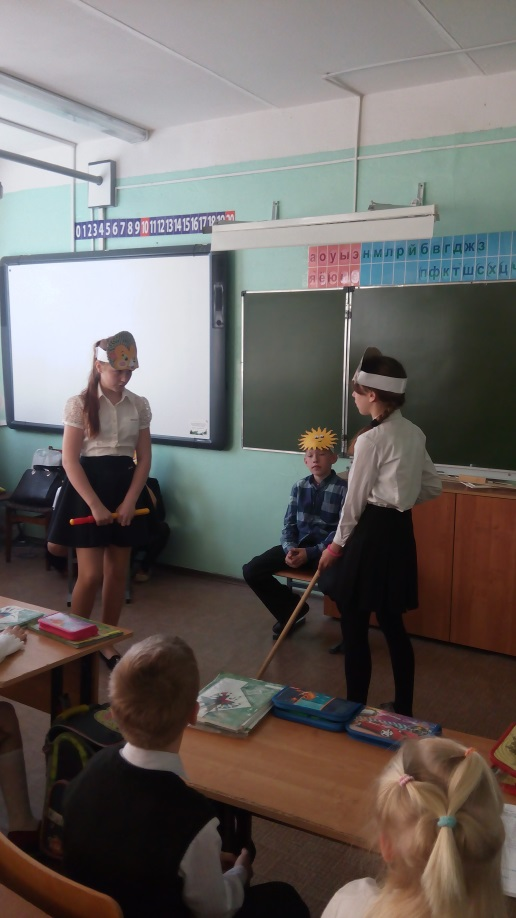 0 1 2 3 4 5 6 7 8 9 10 11 12 13 14 15 16 17 18 19 20
а о у ы э н м л р й б в г д ж з
я ё ю е п ф к т ш с х ц ч